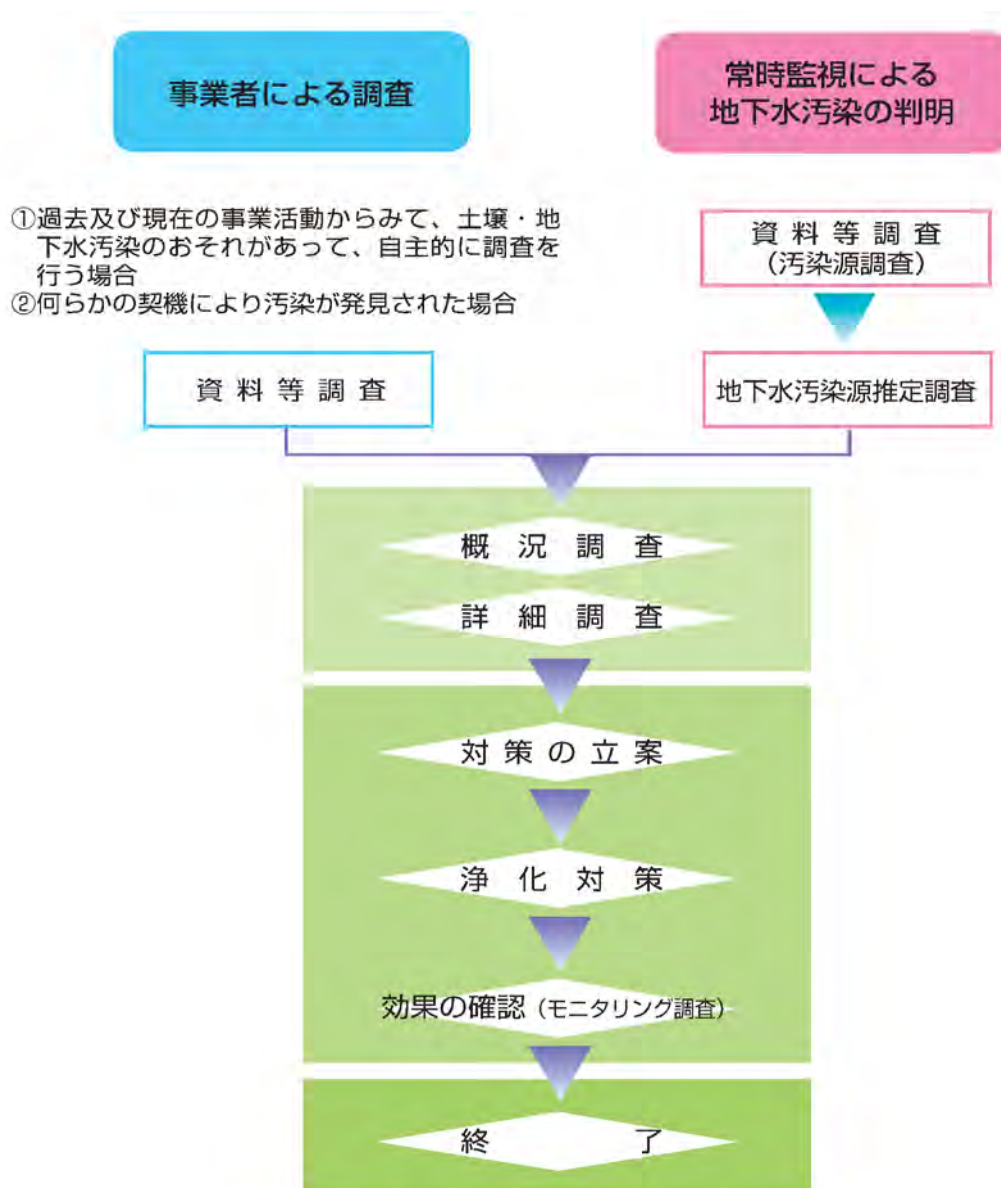 事業者による調査
常時監視による
地下水汚染の判明
①過去及び現在の事業活動からみて、土壌・地
下水汚染のおそれがあって、自主的に調査を
行う場合
②何らかの契機により汚染が発見された場合
資料等調査
(汚染源調査)
資料等調査
地下水汚染源推定調査
概況調査
詳細調査
対策の立案
浄化対策
効果の確認(モニタリング調査)
終了